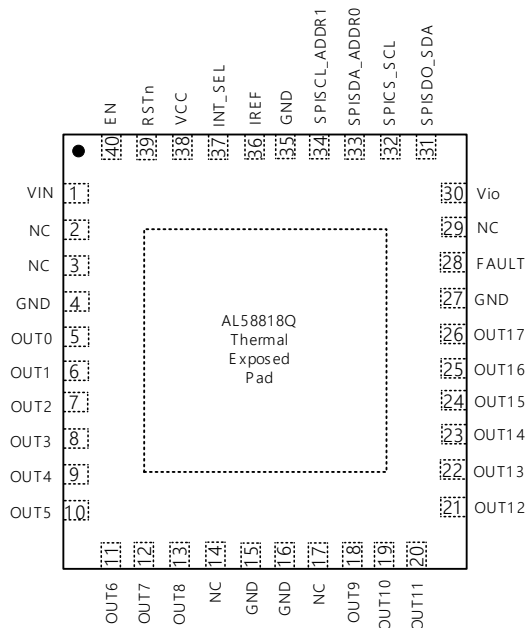 EN
RSTn
VCC
INT_SEL
IREF
GND
SPISCL_ADDR1
SPISDA_ADDR0
SPICS_SCL
SPISDO_SDA
40
39
38
37
36
35
34
33
32
31
VIN 1
NC 2
NC 3
GND 4
OUT0 5
OUT1 6
OUT2 7
OUT3 8
OUT4 9
OUT5 10
AL58818Q
Thermal
Exposed
Pad
30 Vio
29 NC
28 FAULT
27 GND
26 OUT17
25 OUT16
24 OUT15
23 OUT14
22 OUT13
21 OUT12
11
12
13
14
15
16
17
18
19
20
OUT6
OUT7
OUT8
NC
GND
GND
NC
OUT9
OUT10
OUT11